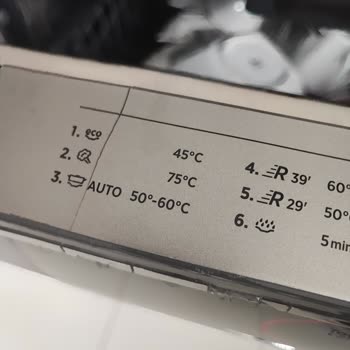 1. eco 45°C
2. 75°C
3. AUTO 50°-60°C
4. R 39' 60°
5. R 29' 50°
6. 5 min